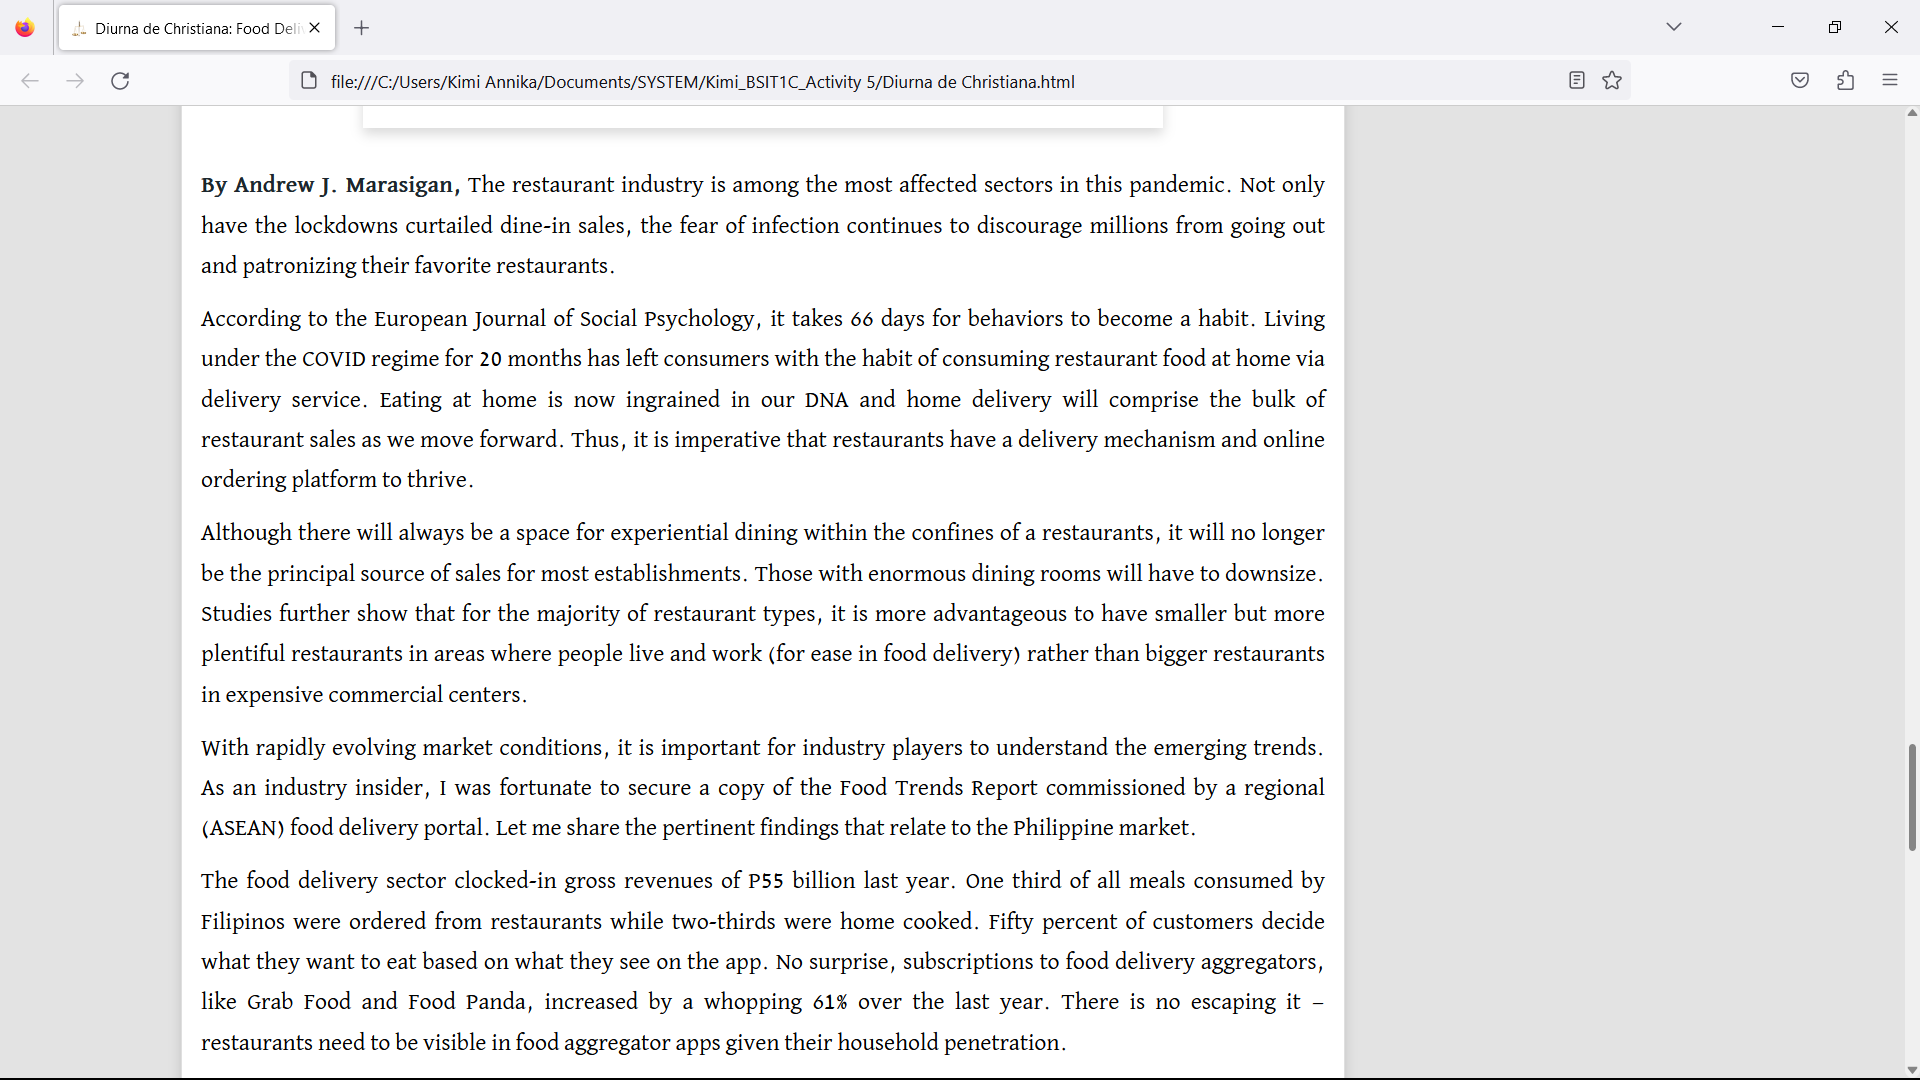 Diurna de Christiana: Food Deli
file:///C:/Users/Kimi Annika/Documents/SYSTEM/Kimi_BSIT1C_Activity 5/Diurna de Christiana.html
By Andrew J. Marasigan, The restaurant industry is among the most affected sectors in this pandemic. Not only
have the lockdowns curtailed dine-in sales, the fear of infection continues to discourage millions from going out
and patronizing their favorite restaurants.
According to the European Journal of Social Psychology, it takes 66 days for behaviors to become a habit. Living
under the COVID regime for 20 months has left consumers with the habit of consuming restaurant food at home via
delivery service. Eating at home is now ingrained in our DNA and home delivery will comprise the bulk of
restaurant sales as we move forward. Thus, it is imperative that restaurants have a delivery mechanism and online
ordering platform to thrive.
Although there will always be a space for experiential dining within the confines of a restaurants, it will no longer
be the principal source of sales for most establishments. Those with enormous dining rooms will have to downsize.
Studies further show that for the majority of restaurant types, it is more advantageous to have smaller but more
plentiful restaurants in areas where people live and work (for ease in food delivery) rather than bigger restaurants
in expensive commercial centers.
With rapidly evolving market conditions, it is important for industry players to understand the emerging trends.
As an industry insider, I was fortunate to secure a copy of the Food Trends Report commissioned by a regional
(ASEAN) food delivery portal. Let me share the pertinent findings that relate to the Philippine market.
The food delivery sector clocked-in gross revenues of P55 billion last year. One third of all meals consumed by
Filipinos were ordered from restaurants while two-thirds were home cooked. Fifty percent of customers decide
what they want to eat based on what they see on the app. No surprise, subscriptions to food delivery aggregators,
like Grab Food and Food Panda, increased by a whopping 61% over the last year. There is no escaping it –
restaurants need to be visible in food aggregator apps given their household penetration.